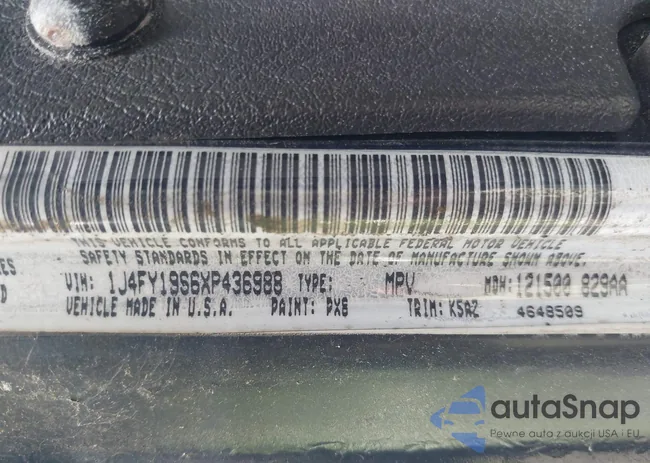 THIS VEHICLE CONFORMS TO ALL APPLICABLE FEDERAL MOTOR VEHICLE
SAFETY STANDARDS IN EFFECT ON THE DATE OF MANUFACTURE SHOWN ABOVE.
VIN: 1J4FY19S6XP436988 TYPE: MPV MDH: 121500 829AA
VEHICLE MADE IN U.S.A. PAINT: PX8 TRIM: K5AZ 4648509
autaSnap
Pewne auta z aukcji USA i EU